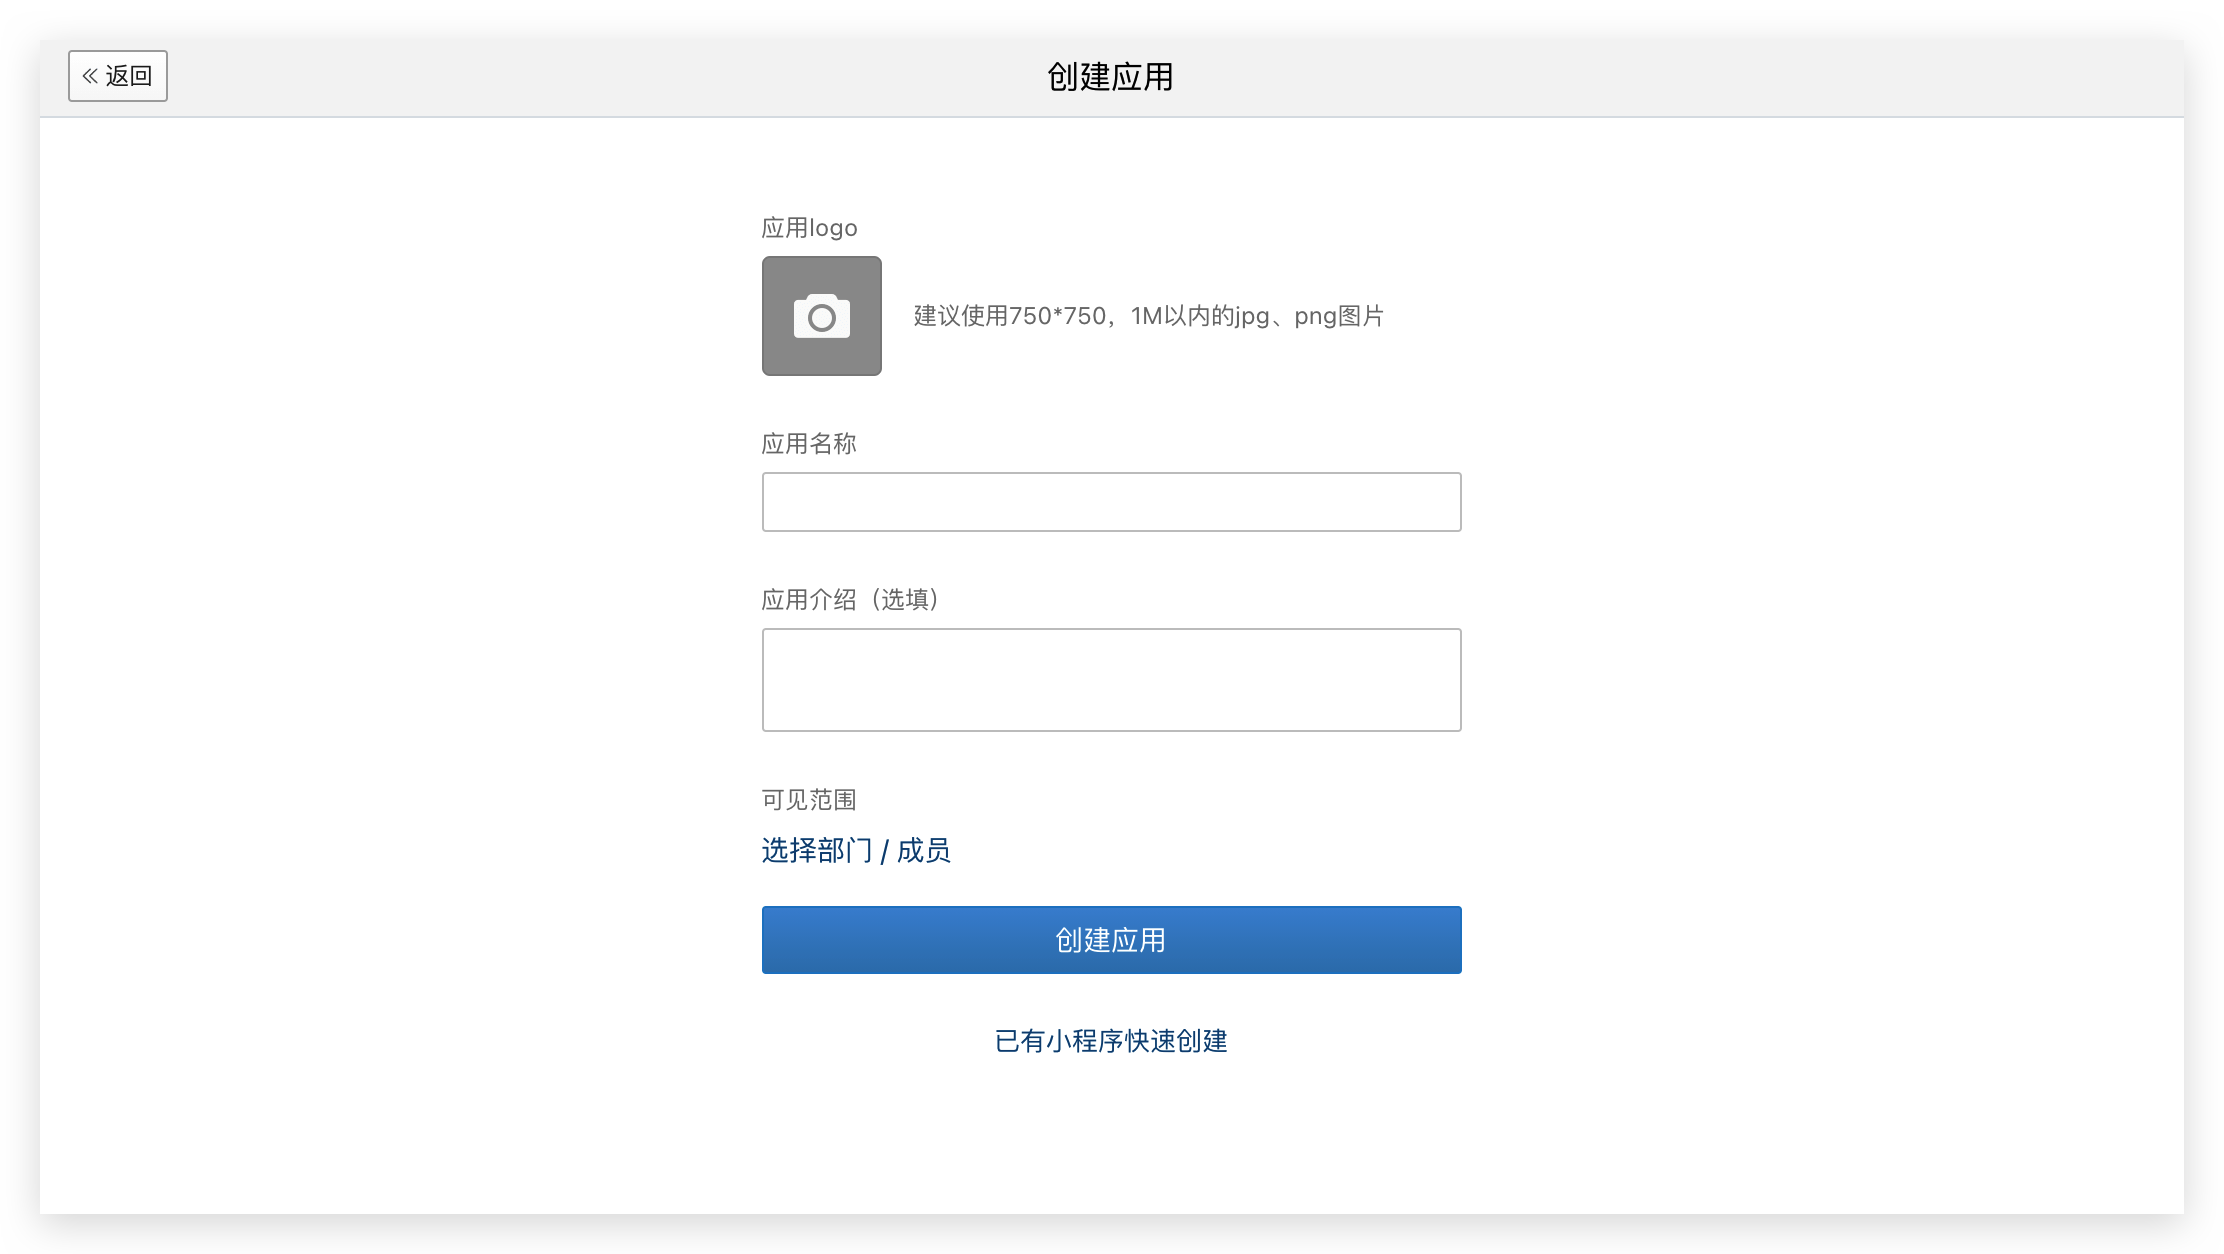 « 返回
创建应用
应用logo
建议使用750*750，1M以内的jpg、png图片
应用名称
应用介绍（选填）
可见范围
选择部门 / 成员
创建应用
已有小程序快速创建